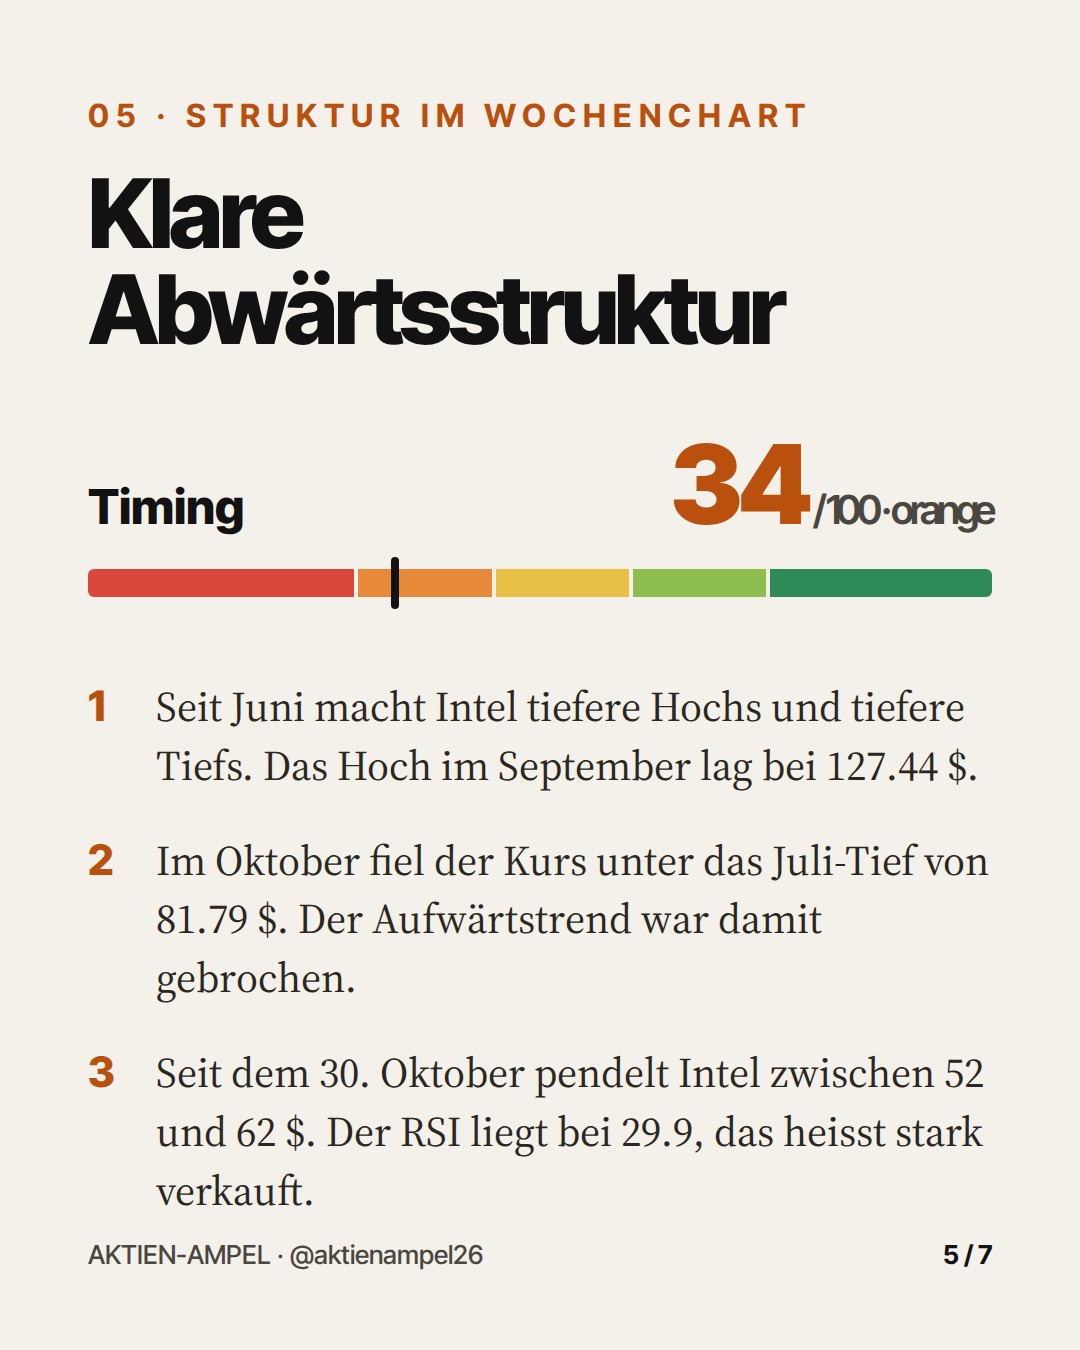 05 · STRUKTUR IM WOCHENCHART
Klare
Abwärtsstruktur
Timing
34/100·orange
1 Seit Juni macht Intel tiefere Hochs und tiefere
Tiefs. Das Hoch im September lag bei 127.44 $.
2 Im Oktober fiel der Kurs unter das Juli-Tief von
81.79 $. Der Aufwärtstrend war damit
gebrochen.
3 Seit dem 30. Oktober pendelt Intel zwischen 52
und 62 $. Der RSI liegt bei 29.9, das heisst stark
verkauft.
AKTIEN-AMPEL · @aktienampel26
5 / 7